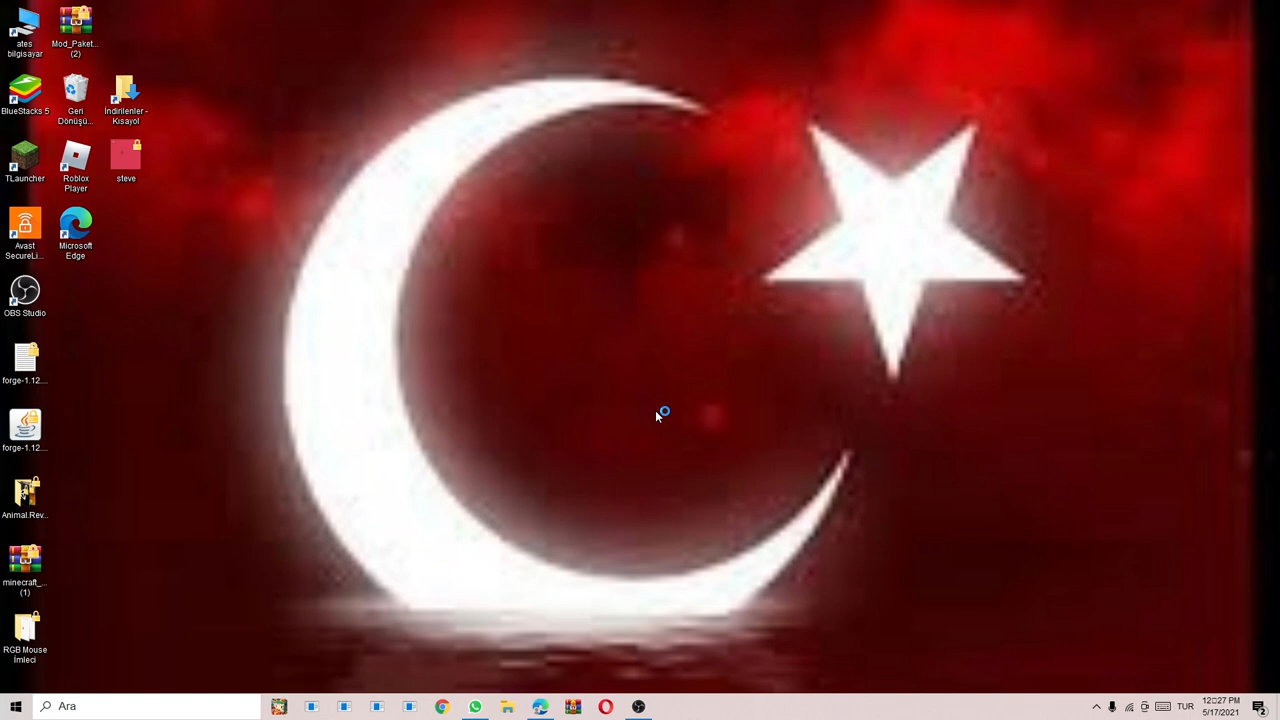 ates
bilgisayar
Mod_Paket...
(2)
BlueStacks 5
Geri
Dönüşü...
İndirilenler -
Kısayol
TLauncher
Roblox
Player
steve
Avast
SecureLi...
Microsoft
Edge
OBS Studio
forge-1.12....
forge-1.12....
Animal.Rev...
minecraft_...
(1)
RGB Mouse
İmleci
Ara
TUR
12:27 PM
5/17/2021
2